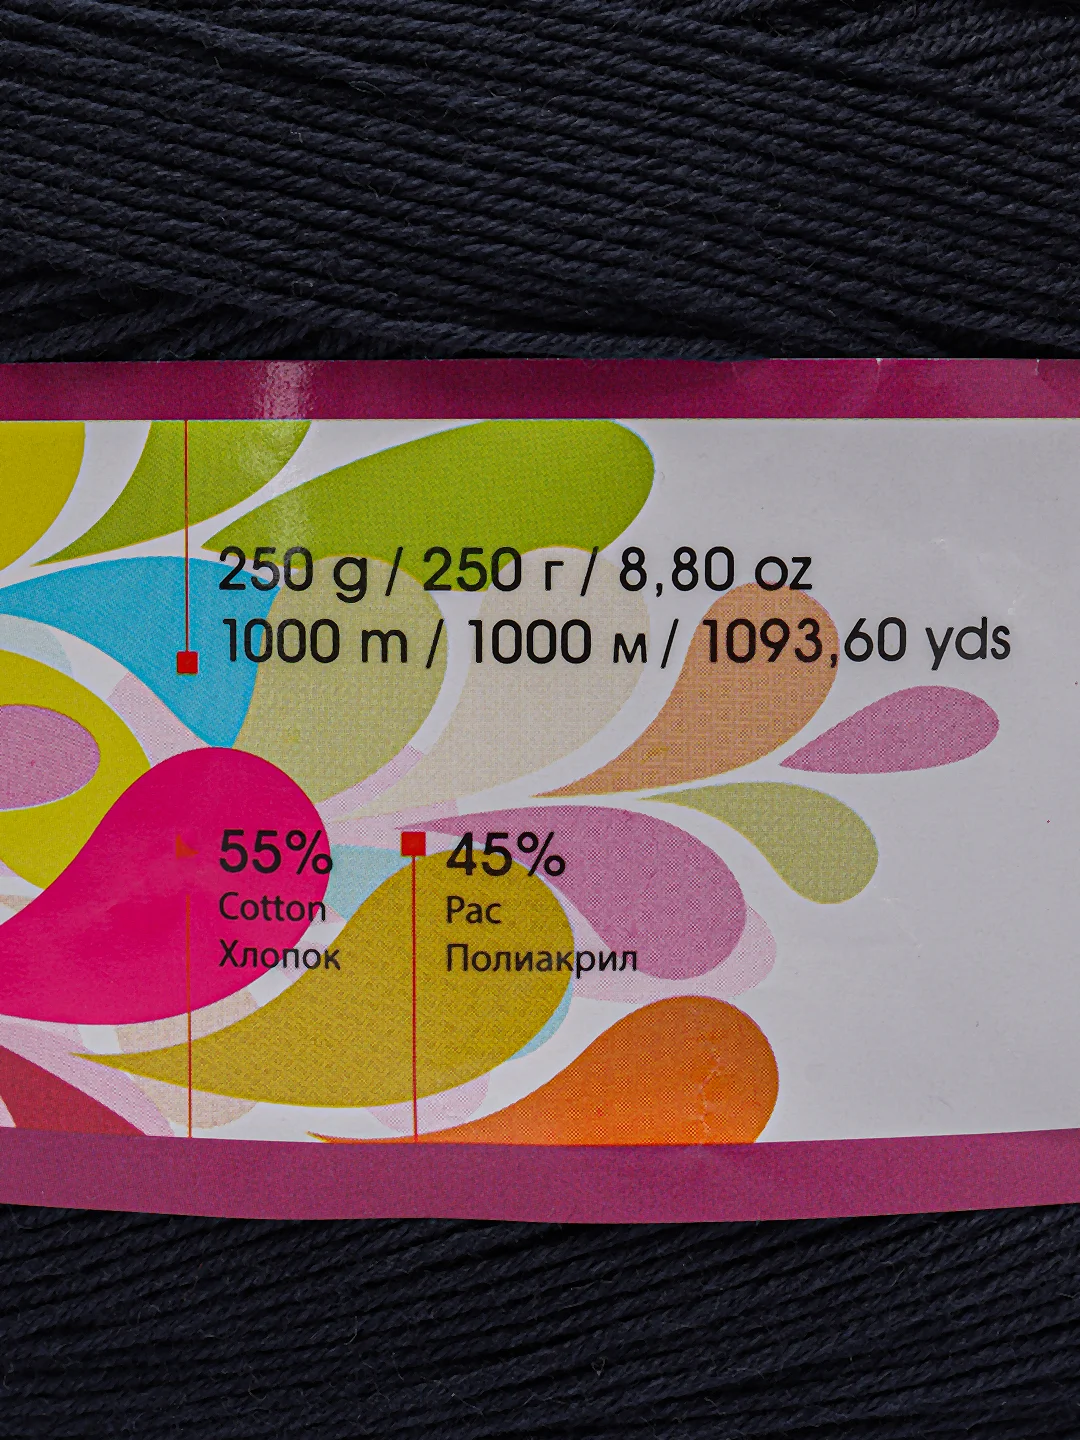 250 g / 250 г / 8,80 oz
1000 m / 1000 м / 1093,60 yds
55% 45%
Cotton Pac
Хлопок Полиакрил